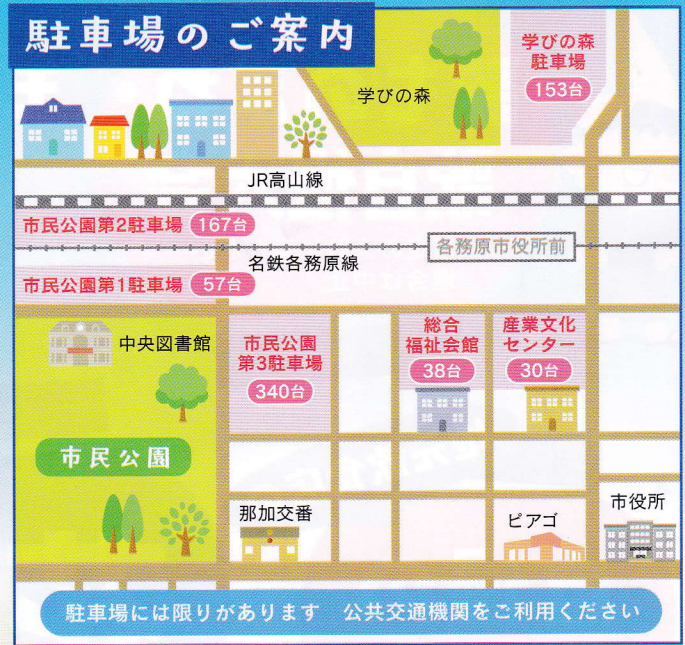 駐車場のご案内
学びの森
駐車場
153台
学びの森
JR高山線
市民公園第2駐車場 167台
各務原市役所前
名鉄各務原線
市民公園第1駐車場 57台
中央図書館
市民公園
第3駐車場
340台
総合
福祉会館
38台
産業文化
センター
30台
市民公園
那加交番
ピアゴ
市役所
駐車場には限りがあります 公共交通機関をご利用ください